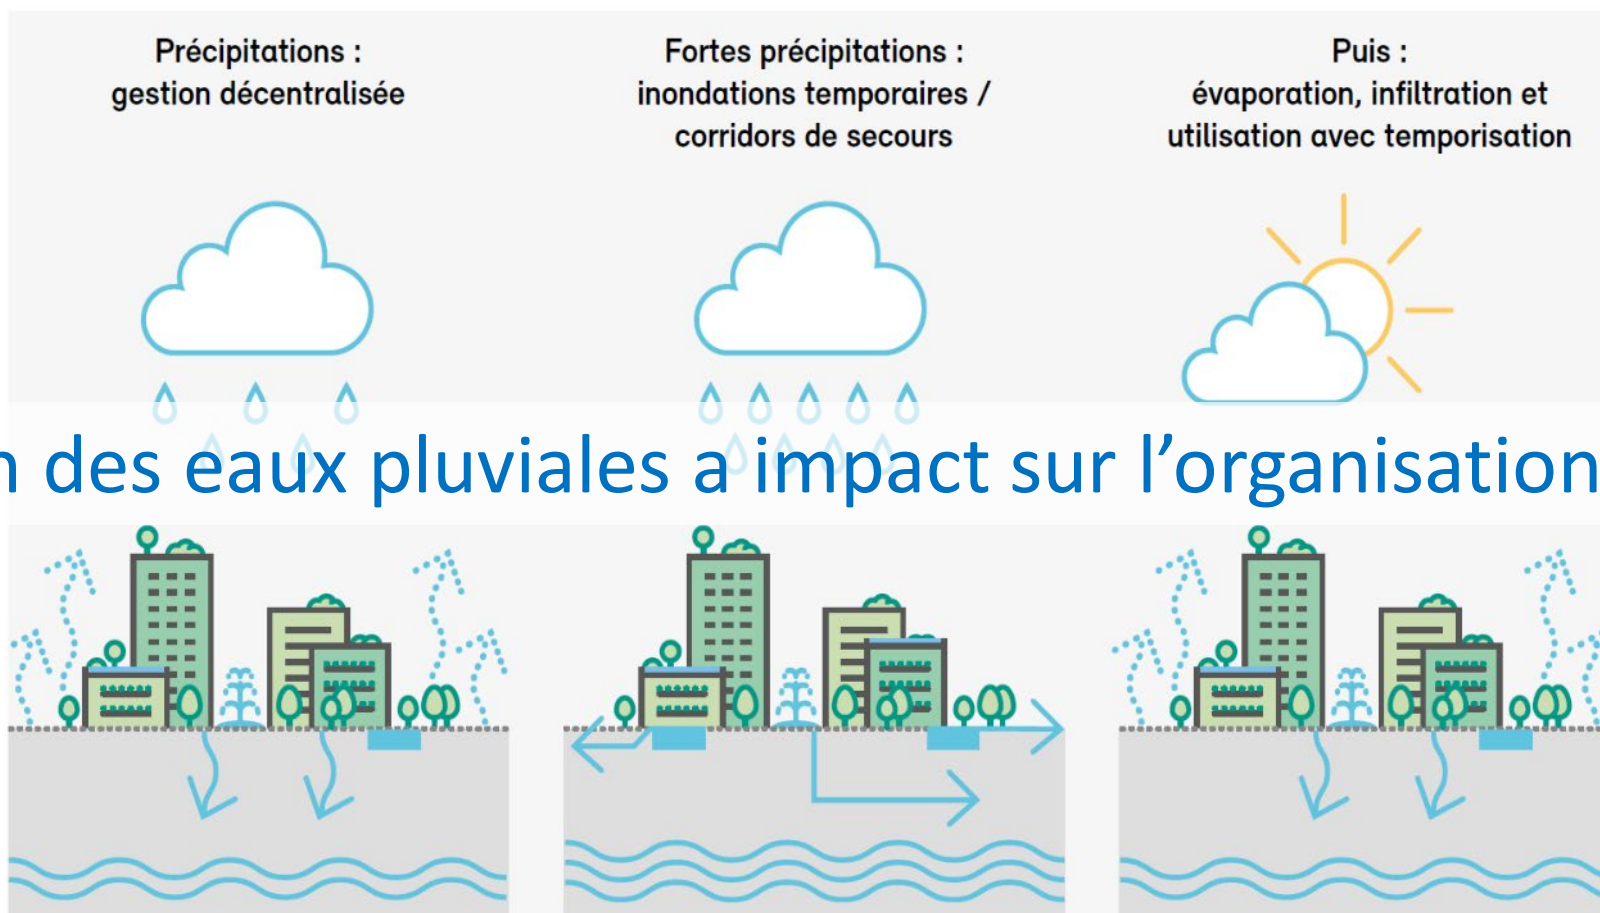 Précipitations :
gestion décentralisée
Fortes précipitations :
inondations temporaires /
corridors de secours
Puis :
évaporation, infiltration et
utilisation avec temporisation
des eaux pluviales a impact sur l’organisation